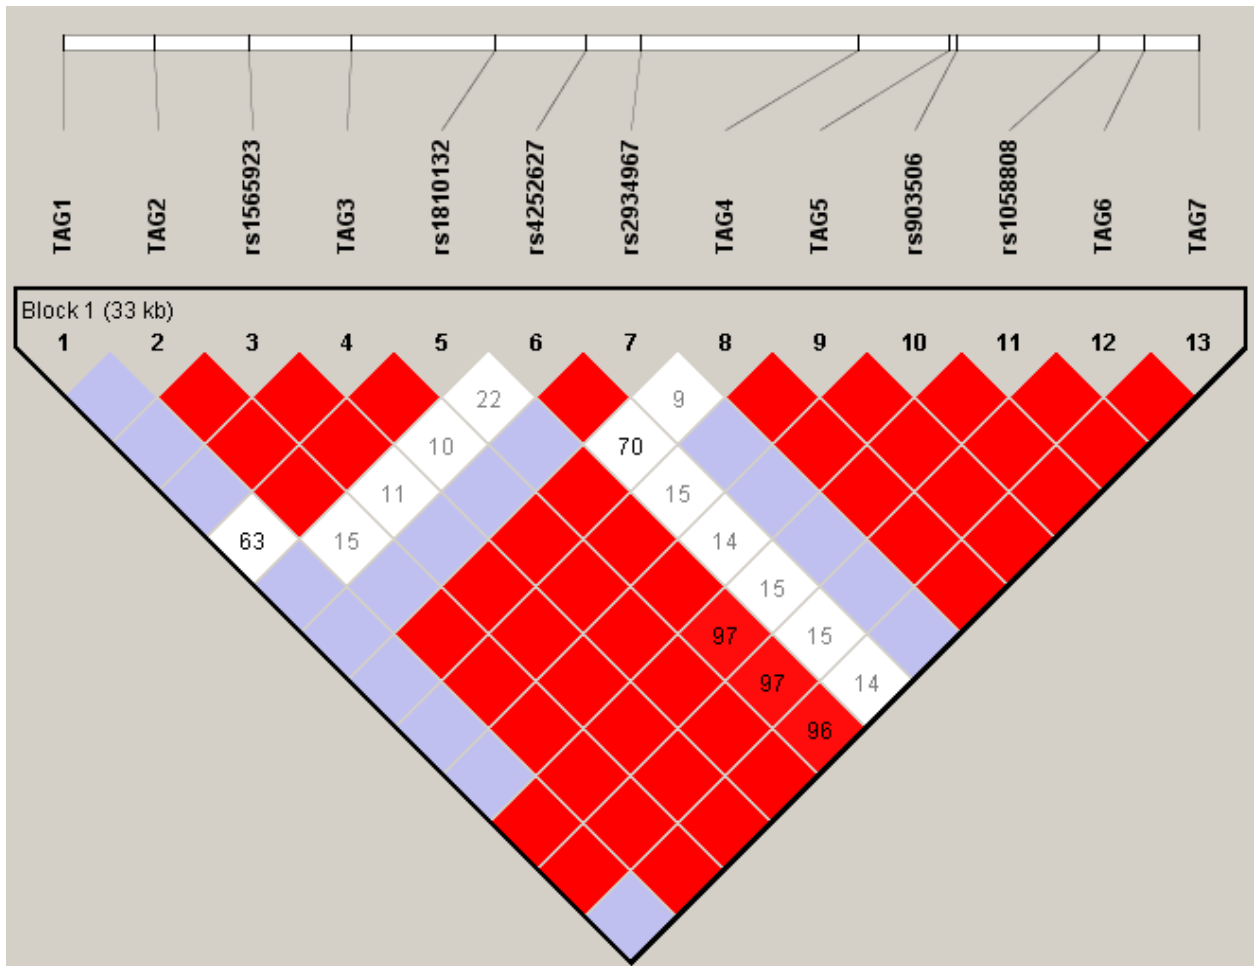 TAG1 TAG2 rs1565923 TAG3 rs1810132 rs4252627 rs2934967 TAG4 TAG5 rs903506 rs1058808 TAG6 TAG7
Block 1 (33 kb)
1 2 3 4 5 6 7 8 9 10 11 12 13
22 9
10 70
11 15
63 15 14
15
97 15
97 14
96